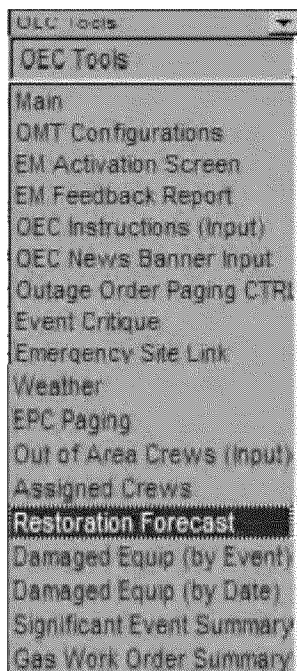 OEC Tools
OEC Tools
Main
OMT Configurations
EM Activation Screen
EM Feedback Report
OEC Instructions (Input)
OEC News Banner Input
Outage Order Paging CTRL
Event Critique
Emergency Site Link
Weather
EPC Paging
Out of Area Crews (Input)
Assigned Crews
Restoration Forecast
Damaged Equip (by Event)
Damaged Equip (by Date)
Significant Event Summary
Gas Work Order Summary